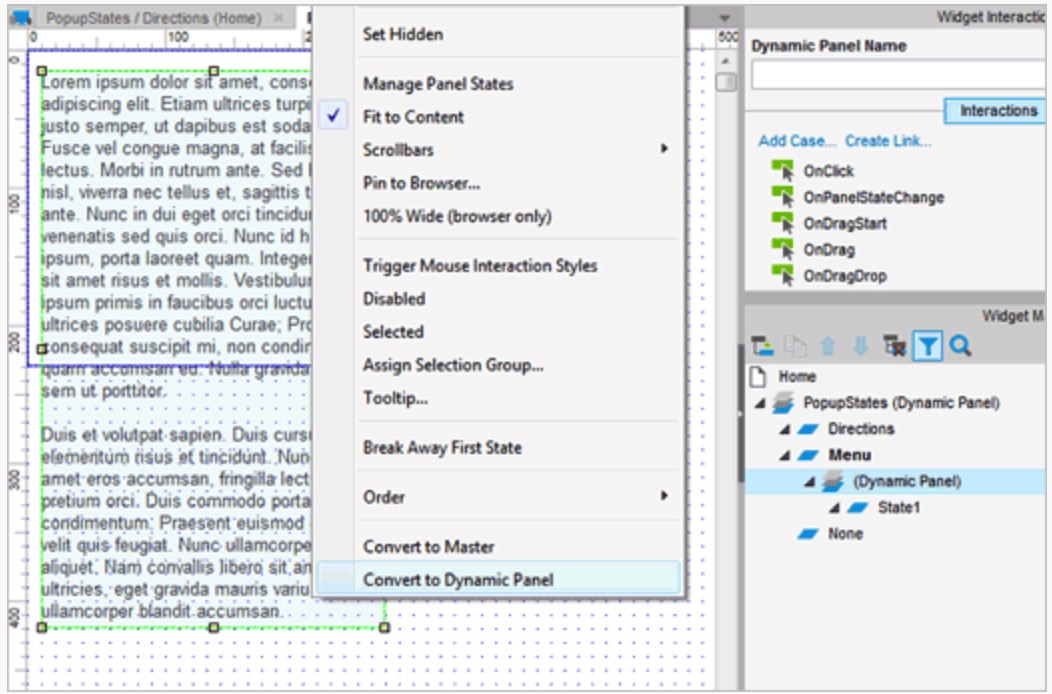 PopupStates / Directions (Home)
Widget Interactio
0 100 2 500
Dynamic Panel Name
Interactions
Add Case... Create Link...
OnClick
OnPanelStateChange
OnDragStart
OnDrag
OnDragDrop
Widget M
Home
PopupStates (Dynamic Panel)
Directions
Menu
(Dynamic Panel)
State1
None
Set Hidden
Manage Panel States
Fit to Content
Scrollbars
Pin to Browser...
100% Wide (browser only)
Trigger Mouse Interaction Styles
Disabled
Selected
Assign Selection Group...
Tooltip...
Break Away First State
Order
Convert to Master
Convert to Dynamic Panel
0
100
200
300
400
Lorem ipsum dolor sit amet, conse
adipiscing elit. Etiam ultrices turpi
justo semper, ut dapibus est soda
Fusce vel congue magna, at facilis
lectus. Morbi in rutrum ante. Sed
nisl, viverra nec tellus et, sagittis t
ante. Nunc in dui eget orci tincidu
venenatis sed quis orci. Nunc id h
ipsum, porta laoreet quam. Intege
sit amet risus et mollis. Vestibulu
ipsum primis in faucibus orci luctu
ultrices posuere cubilia Curae; Pro
consequat suscipit mi, non condi
quam accumsan eu. Nulla gravida
sem ut porttitor.
Duis et volutpat sapien. Duis curs
elementum risus et tincidunt. Nun
amet eros accumsan, fringilla lect
pretium orci. Duis commodo porta
condimentum. Praesent euismod
velit quis feugiat. Nunc ullamcorpe
aliquet. Nam convallis libero sit an
ultricies, eget gravida mauris variu
ullamcorper blandit accumsan.